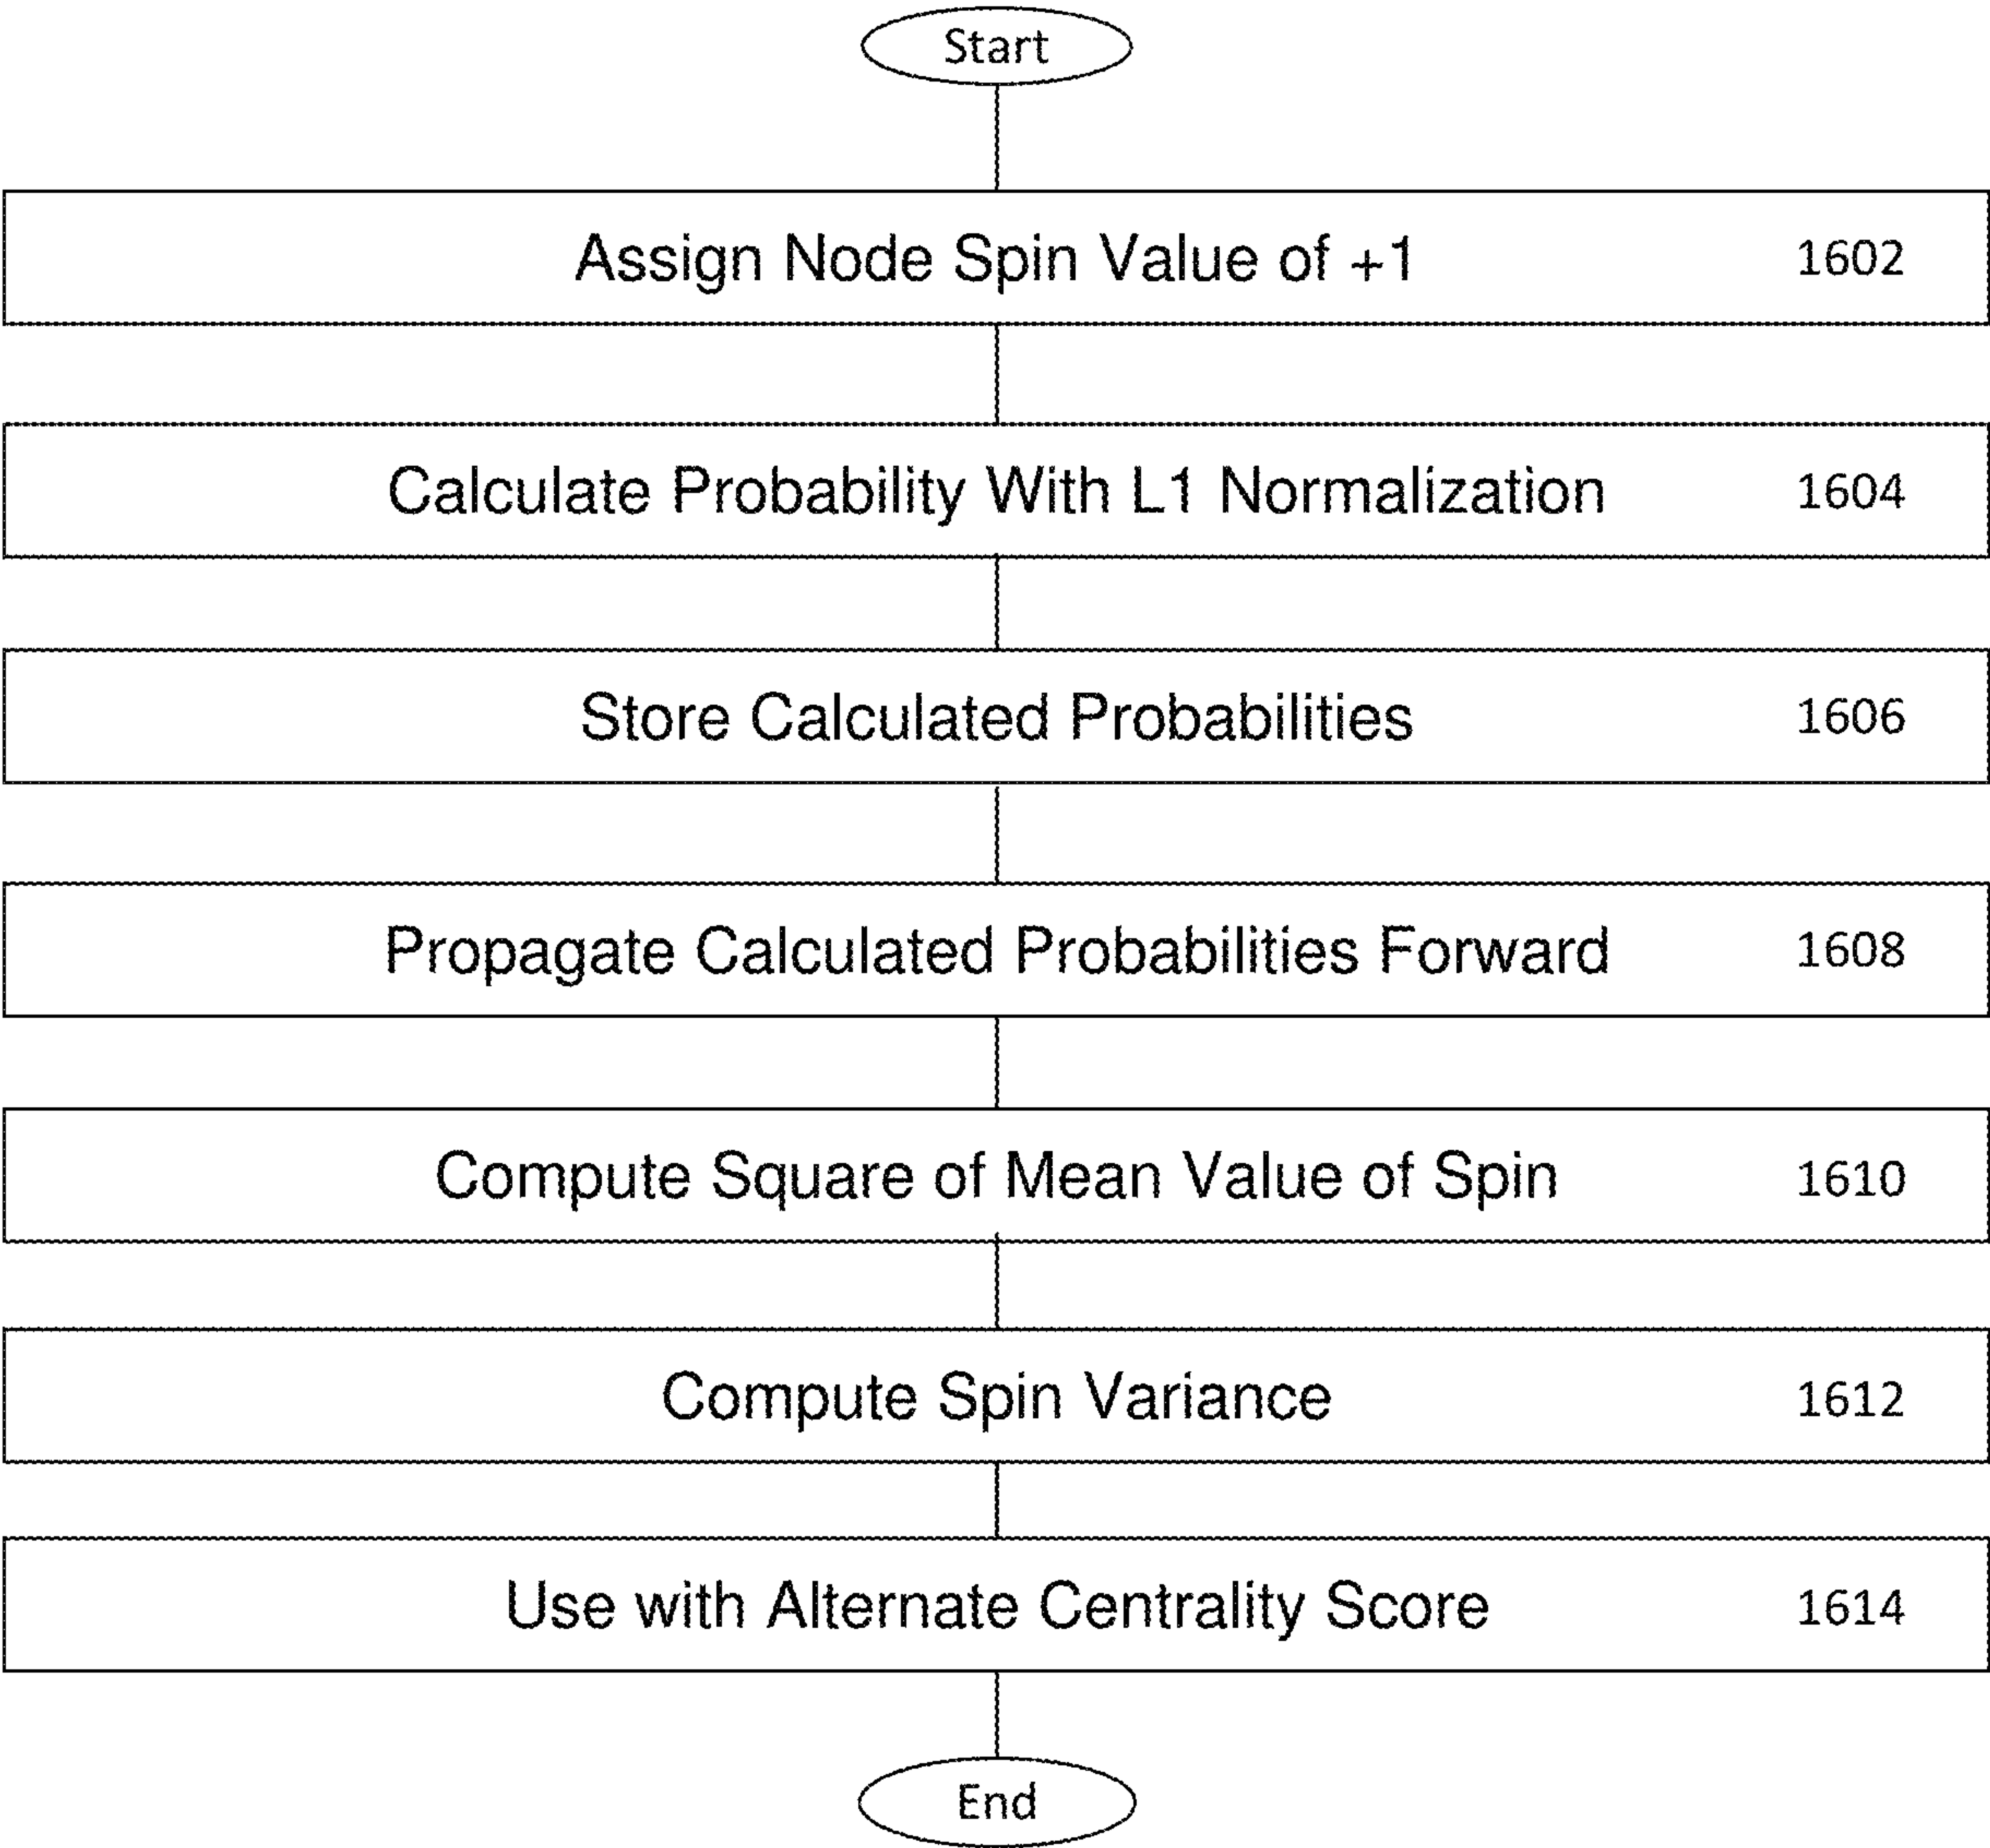 Start
Assign Node Spin Value of +1 1602
Calculate Probability With L1 Normalization 1604
Store Calculated Probabilities 1606
Propagate Calculated Probabilities Forward 1608
Compute Square of Mean Value of Spin 1610
Compute Spin Variance 1612
Use with Alternate Centrality Score 1614
End